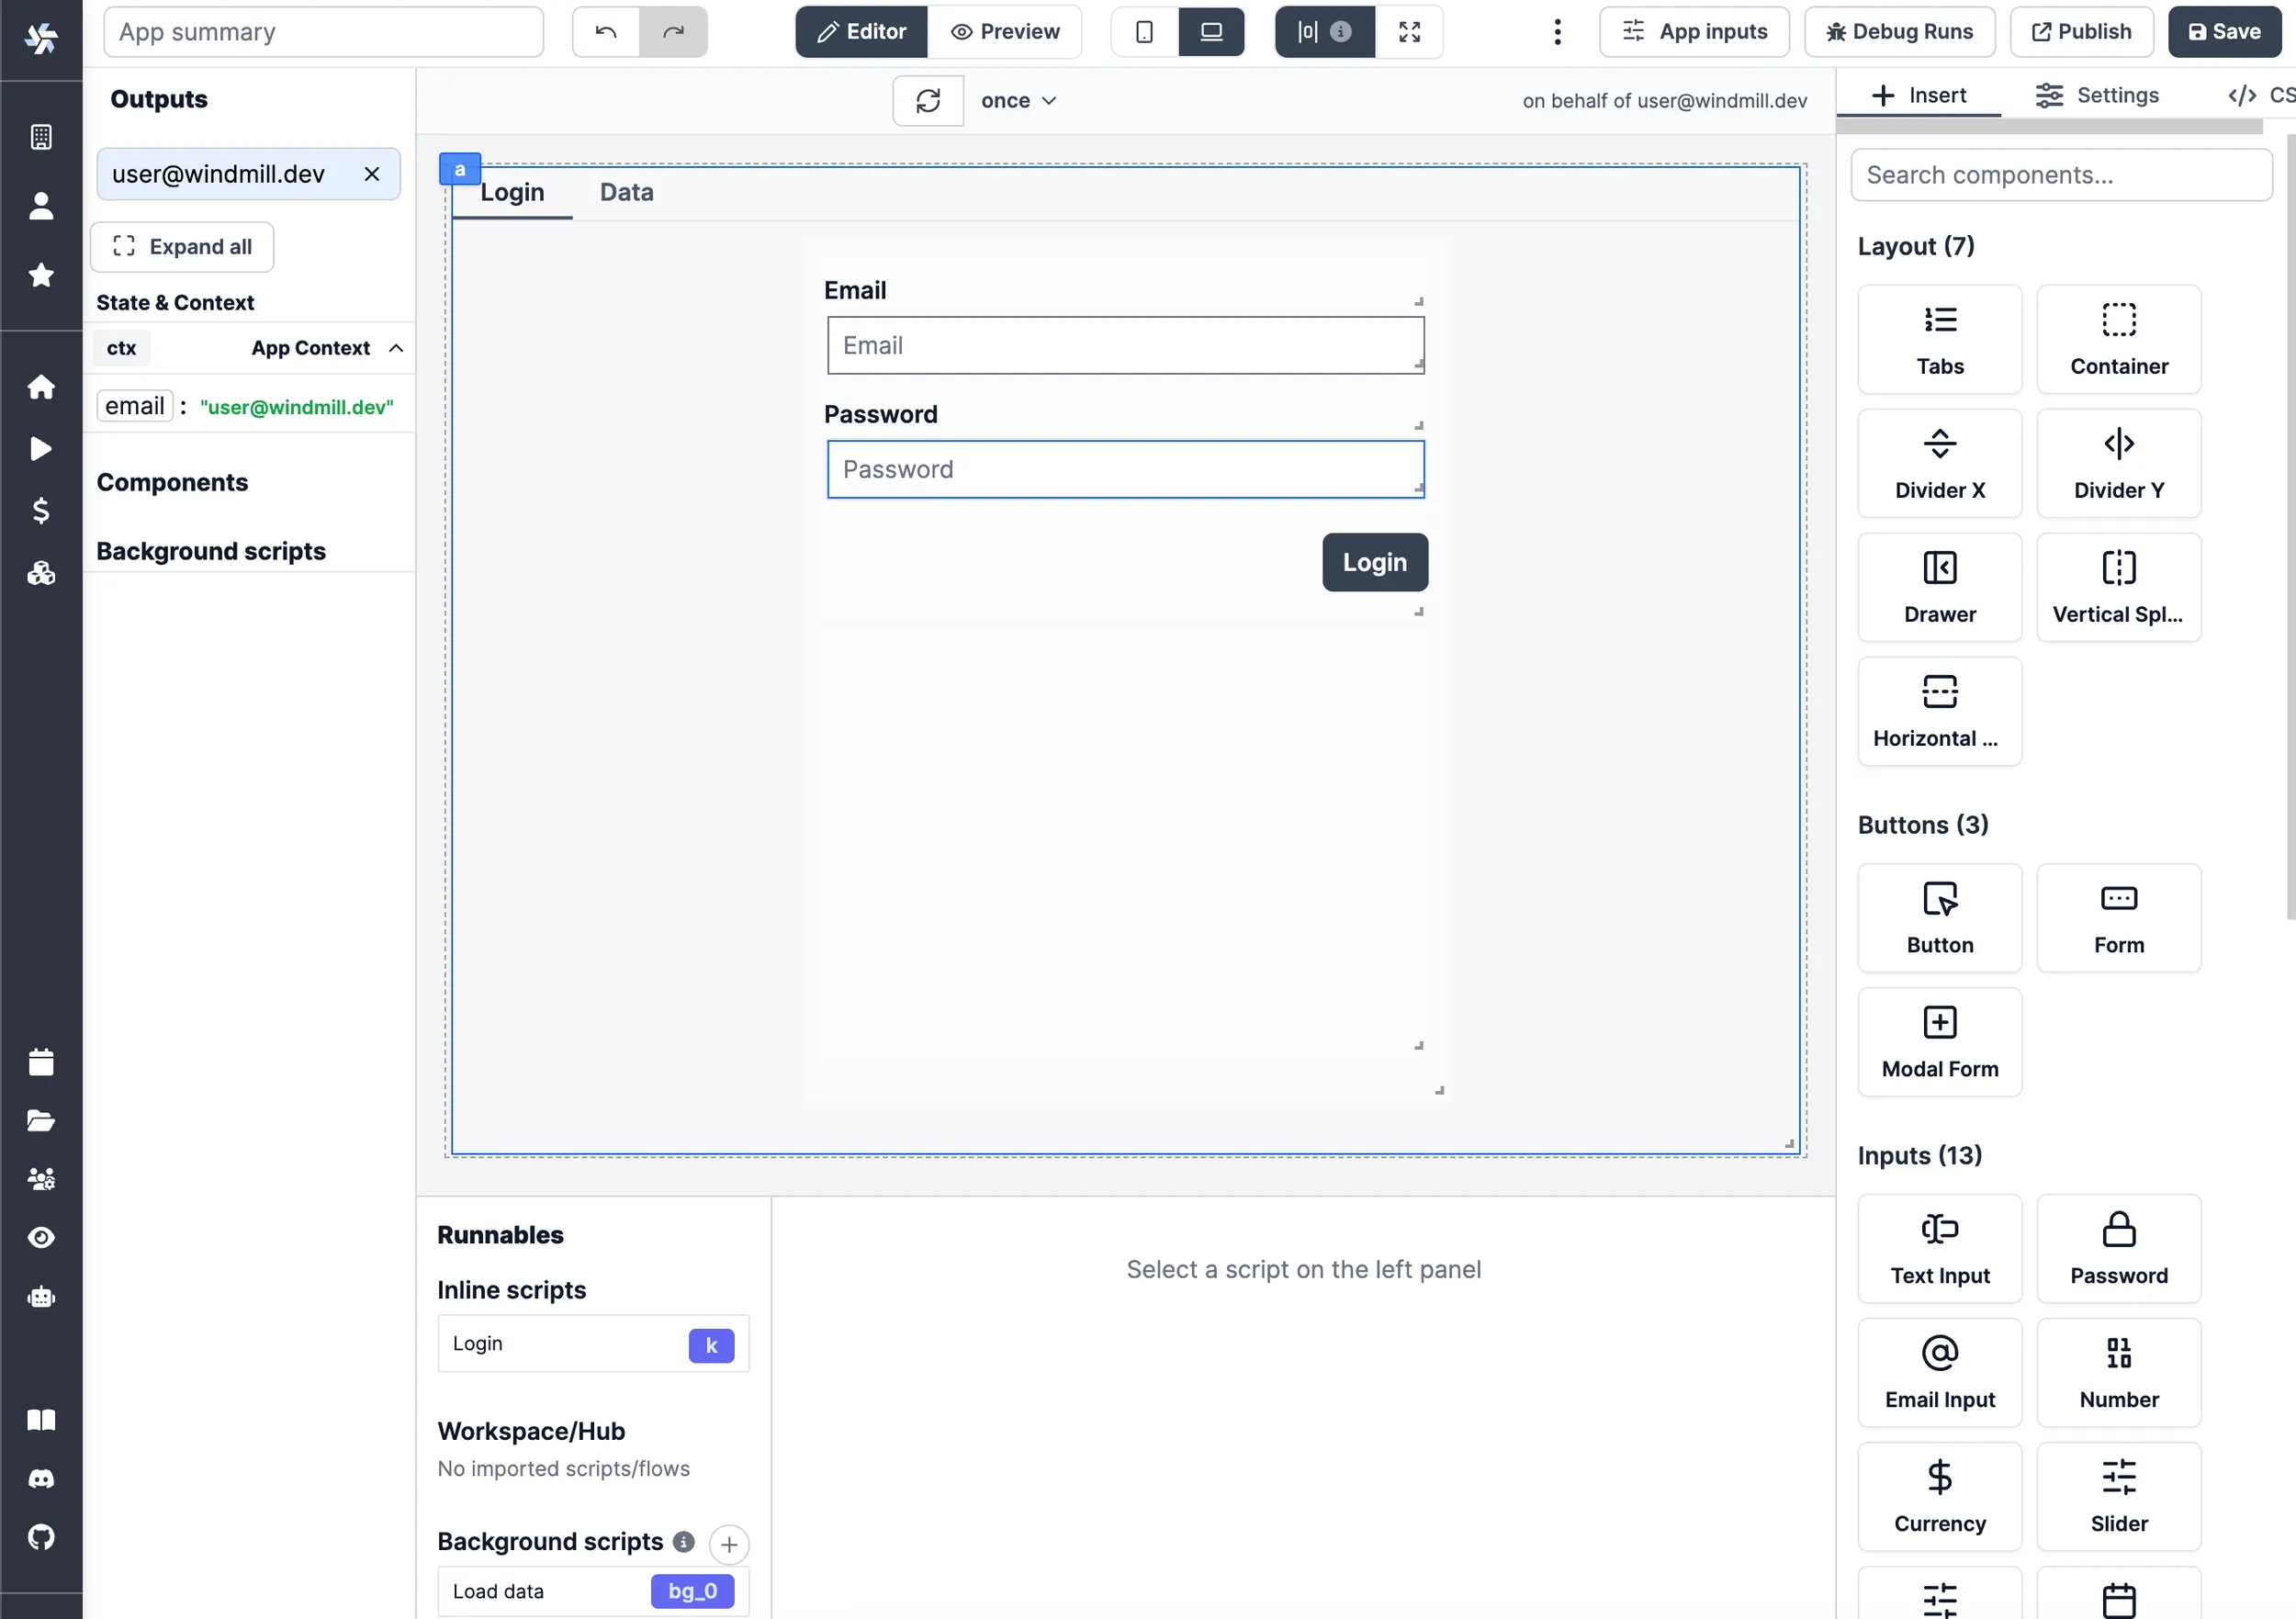 App summary
Editor
Preview
App inputs
Debug Runs
Publish
Save
Outputs
user@windmill.dev
Expand all
State & Context
ctx
App Context
email : "user@windmill.dev"
Components
Background scripts
once
on behalf of user@windmill.dev
a
Login
Data
Email
Email
Password
Password
Login
Runnables
Inline scripts
Login
k
Workspace/Hub
No imported scripts/flows
Background scripts
Load data
bg_0
Select a script on the left panel
Insert
Settings
CS
Search components...
Layout (7)
Tabs
Container
Divider X
Divider Y
Drawer
Vertical Spl...
Horizontal ...
Buttons (3)
Button
Form
Modal Form
Inputs (13)
Text Input
Password
Email Input
Number
Currency
Slider